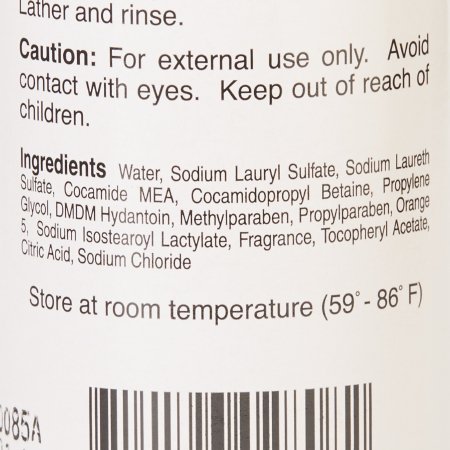 Lather and rinse.
Caution: For external use only. Avoid
contact with eyes. Keep out of reach of
children.
Ingredients Water, Sodium Lauryl Sulfate, Sodium Laureth
Sulfate, Cocamide MEA, Cocamidopropyl Betaine, Propylene
Glycol, DMDM Hydantoin, Methylparaben, Propylparaben, Orange
5, Sodium Isostearoyl Lactylate, Fragrance, Tocopheryl Acetate,
Citric Acid, Sodium Chloride
Store at room temperature (59° - 86° F)
0085A